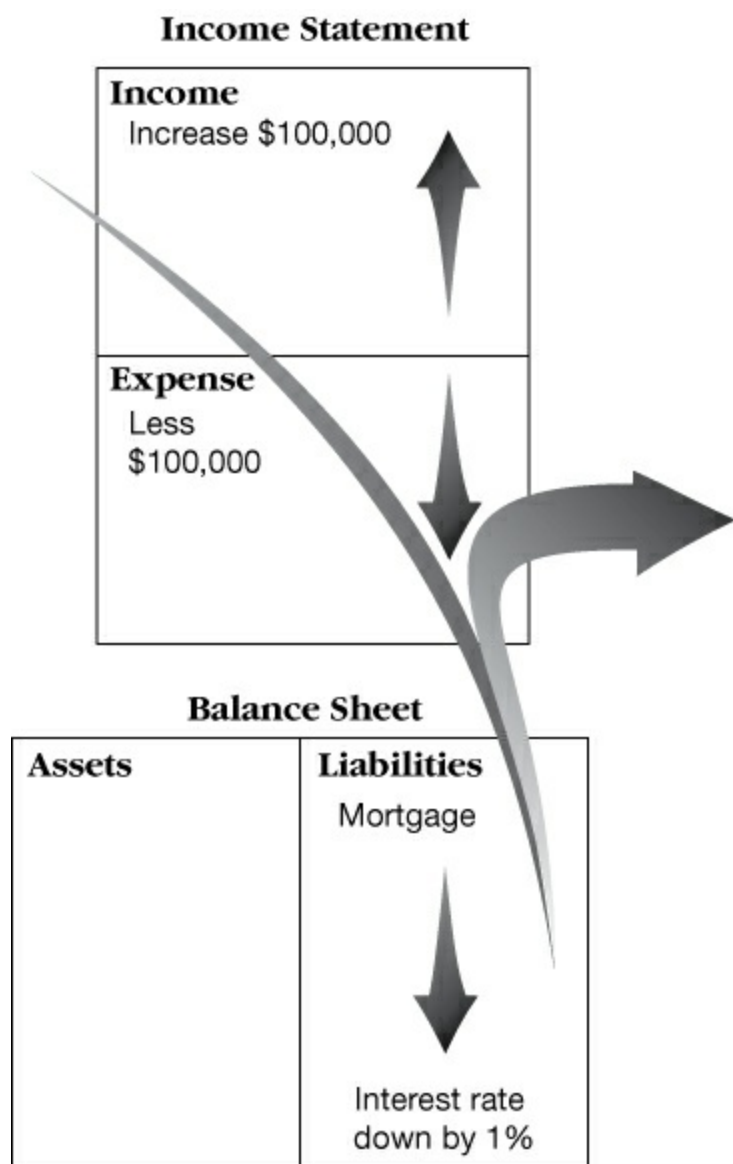 Income Statement
Income
Increase $100,000
Expense
Less
$100,000
Balance Sheet
Assets
Liabilities
Mortgage
Interest rate
down by 1%